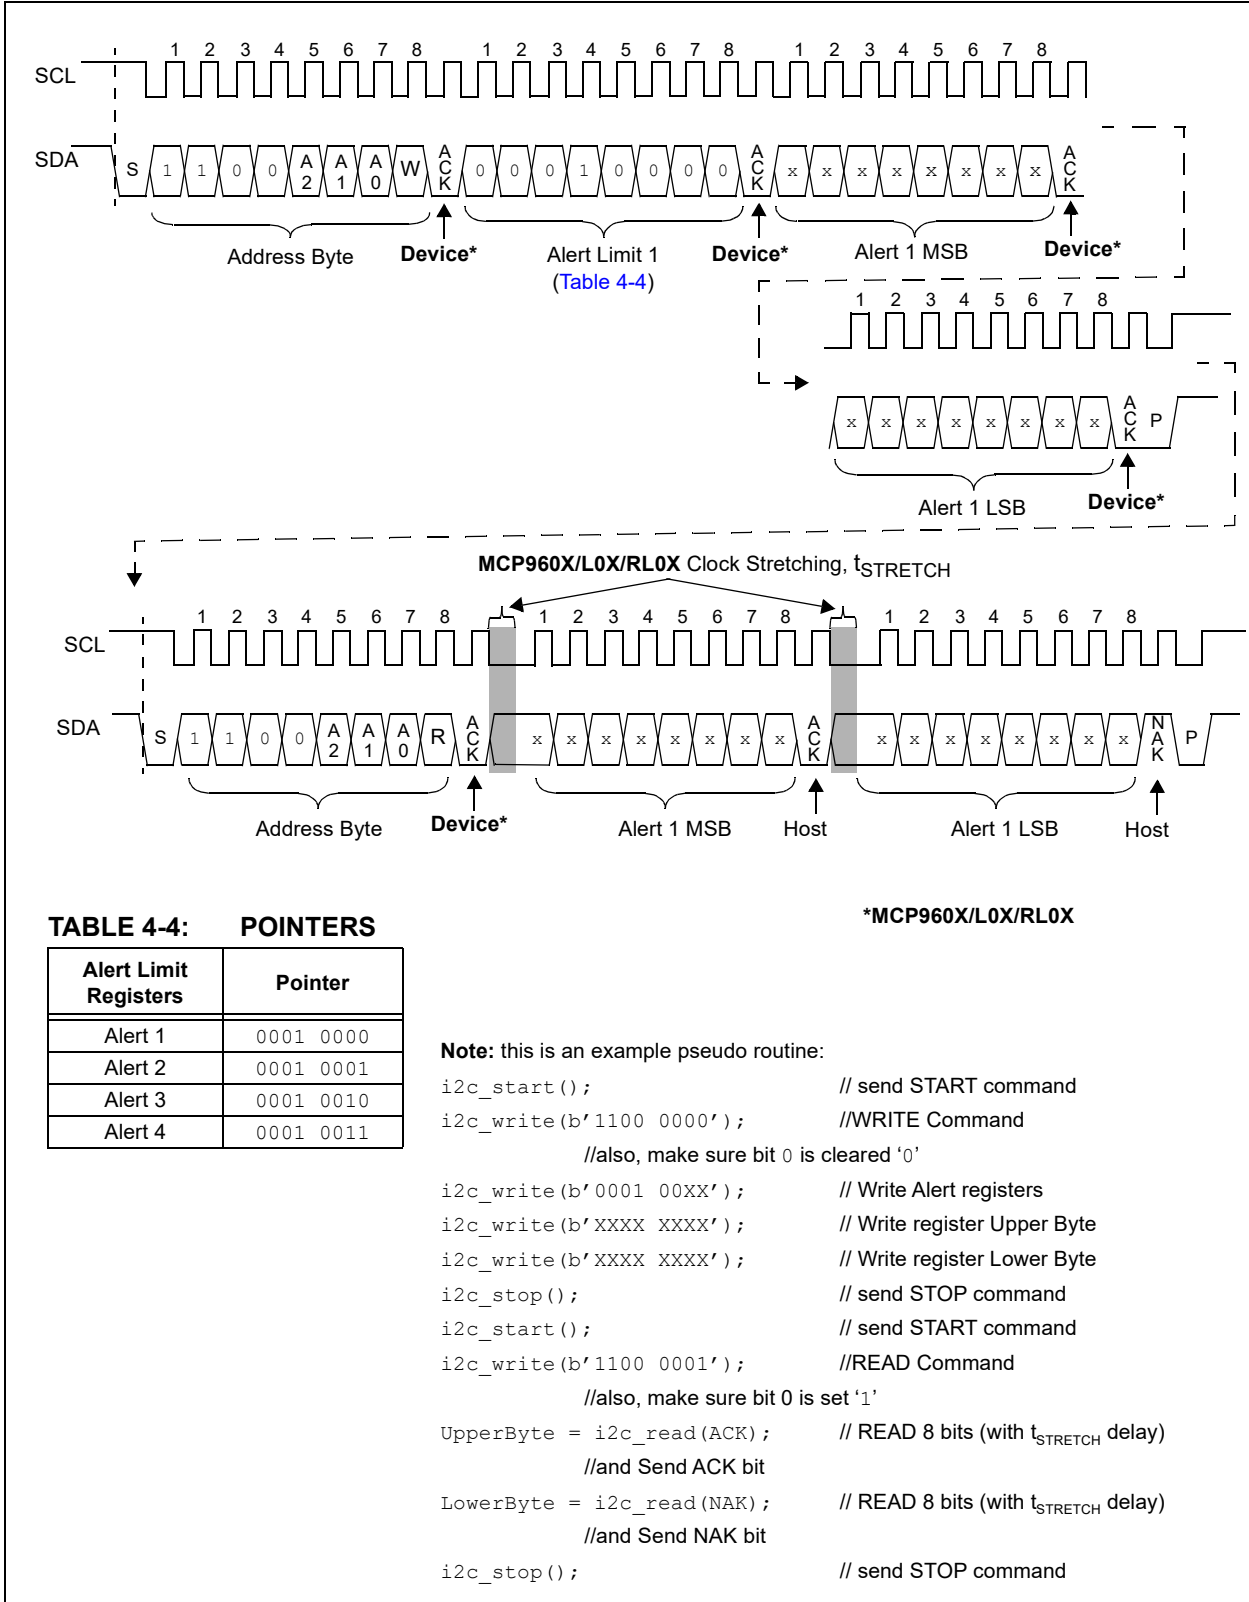 1 2 3 4 5 6 7 8 1 2 3 4 5 6 7 8 1 2 3 4 5 6 7 8
SCL
SDA S 1 1 0 0 A2 A1 A0 W ACK 0 0 0 1 0 0 0 0 ACK x x x x x x x x ACK
Address Byte Device* Alert Limit 1 Device* Alert 1 MSB Device*
(Table 4-4)
1 2 3 4 5 6 7 8
x x x x x x x x ACK P
Alert 1 LSB Device*
MCP960X/L0X/RL0X Clock Stretching, tSTRETCH
1 2 3 4 5 6 7 8 1 2 3 4 5 6 7 8 1 2 3 4 5 6 7 8
SCL
SDA S 1 1 0 0 A2 A1 A0 R ACK x x x x x x x x ACK x x x x x x x x NAK P
Address Byte Device* Alert 1 MSB Host Alert 1 LSB Host
*MCP960X/L0X/RL0X
TABLE 4-4: POINTERS
Alert Limit Registers Pointer
Alert 1 0001 0000
Alert 2 0001 0001
Alert 3 0001 0010
Alert 4 0001 0011
Note: this is an example pseudo routine:
i2c_start(); // send START command
i2c_write(b'1100 0000'); //WRITE Command
//also, make sure bit 0 is cleared ‘0’
i2c_write(b'0001 00XX'); // Write Alert registers
i2c_write(b'XXXX XXXX'); // Write register Upper Byte
i2c_write(b'XXXX XXXX'); // Write register Lower Byte
i2c_stop(); // send STOP command
i2c_start(); // send START command
i2c_write(b'1100 0001'); //READ Command
//also, make sure bit 0 is set ‘1’
UpperByte = i2c_read(ACK); // READ 8 bits (with tSTRETCH delay)
//and Send ACK bit
LowerByte = i2c_read(NAK); // READ 8 bits (with tSTRETCH delay)
//and Send NAK bit
i2c_stop(); // send STOP command